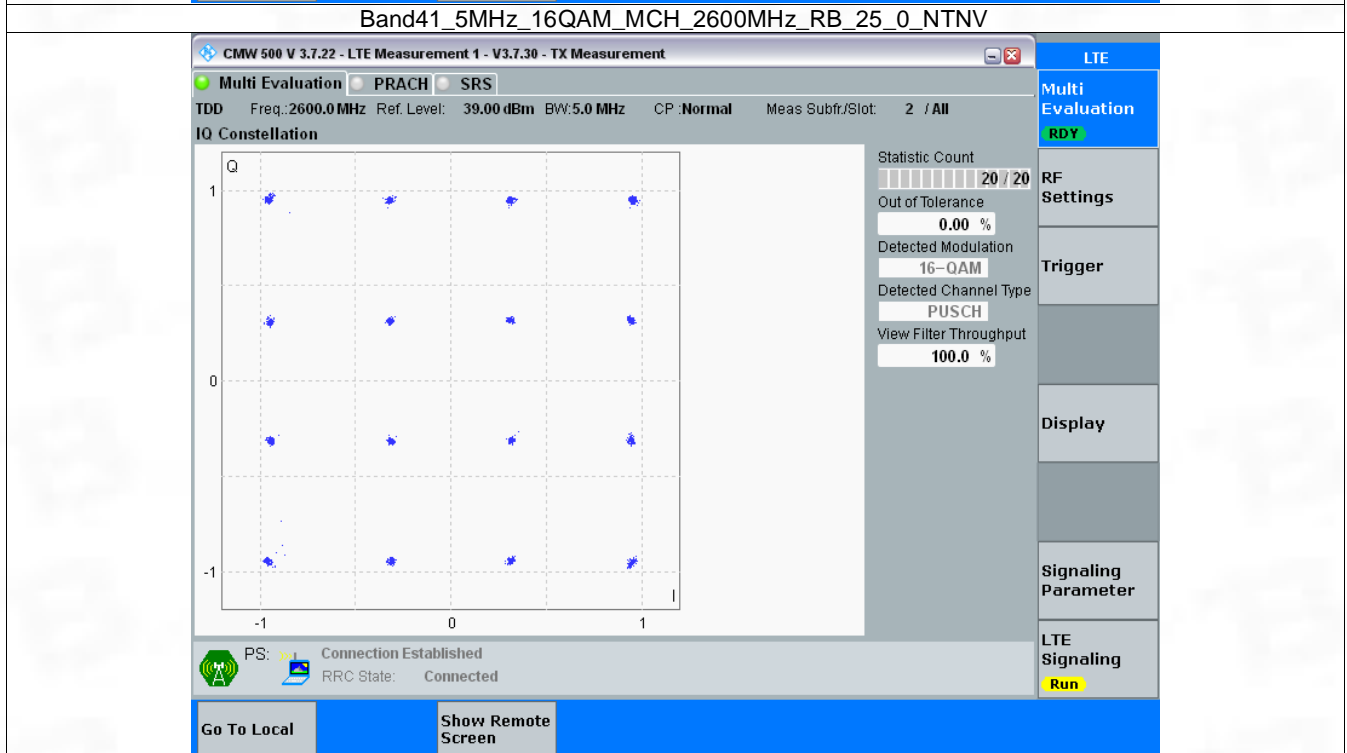 Band41_5MHz_16QAM_MCH_2600MHz_RB_25_0_NTNV
CMW 500 V 3.7.22 - LTE Measurement 1 - V3.7.30 - TX Measurement
LTE
Multi Evaluation PRACH SRS
TDD Freq.:2600.0 MHz Ref. Level: 39.00 dBm BW:5.0 MHz CP :Normal Meas Subfr./Slot: 2 / All
IQ Constellation
Q
1
0
-1
-1 0 1
I
Statistic Count
20 / 20
Out of Tolerance
0.00 %
Detected Modulation
16-QAM
Detected Channel Type
PUSCH
View Filter Throughput
100.0 %
Multi
Evaluation
RDY
RF
Settings
Trigger
Display
Signaling
Parameter
LTE
Signaling
Run
PS: Connection Established
RRC State: Connected
Go To Local
Show Remote
Screen